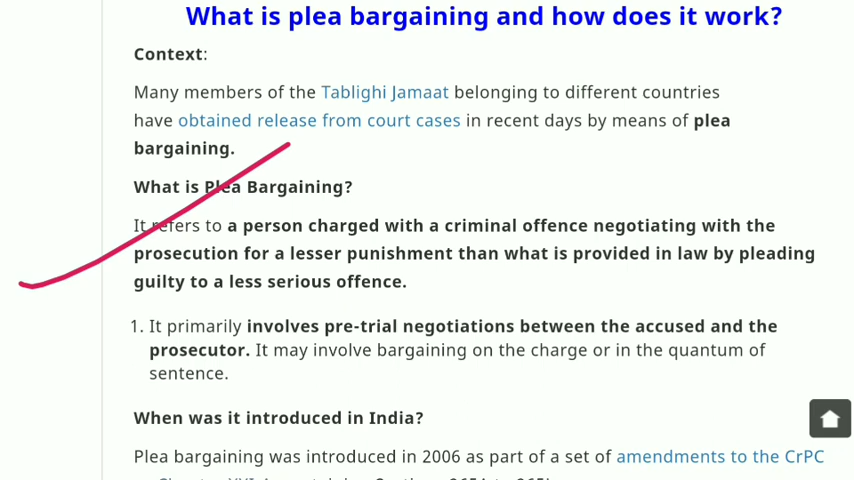 What is plea bargaining and how does it work?
Context:
Many members of the Tablighi Jamaat belonging to different countries
have obtained release from court cases in recent days by means of plea
bargaining.
What is Plea Bargaining?
It refers to a person charged with a criminal offence negotiating with the
prosecution for a lesser punishment than what is provided in law by pleading
guilty to a less serious offence.
1. It primarily involves pre-trial negotiations between the accused and the
prosecutor. It may involve bargaining on the charge or in the quantum of
sentence.
When was it introduced in India?
Plea bargaining was introduced in 2006 as part of a set of amendments to the CrPC